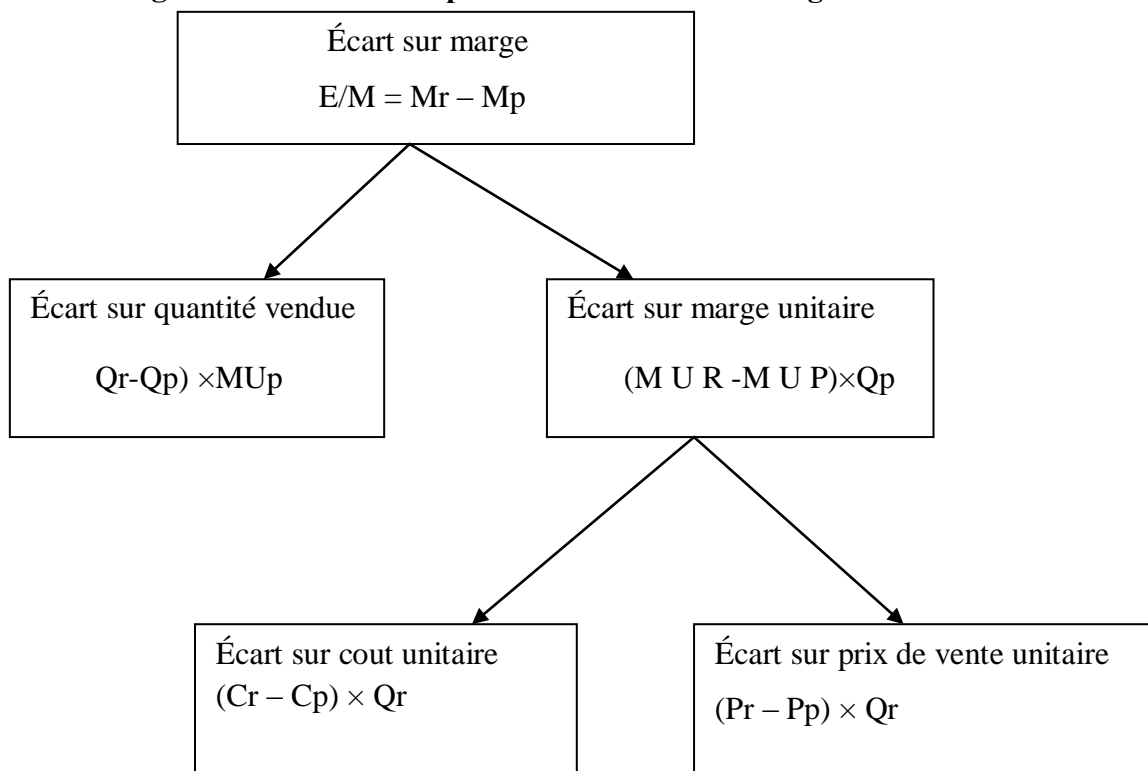 Écart sur marge
E/M = Mr – Mp
Écart sur quantité vendue
Qr-Qp) ×MUp
Écart sur marge unitaire
(M U R -M U P)×Qp
Écart sur cout unitaire
(Cr – Cp) × Qr
Écart sur prix de vente unitaire
(Pr – Pp) × Qr